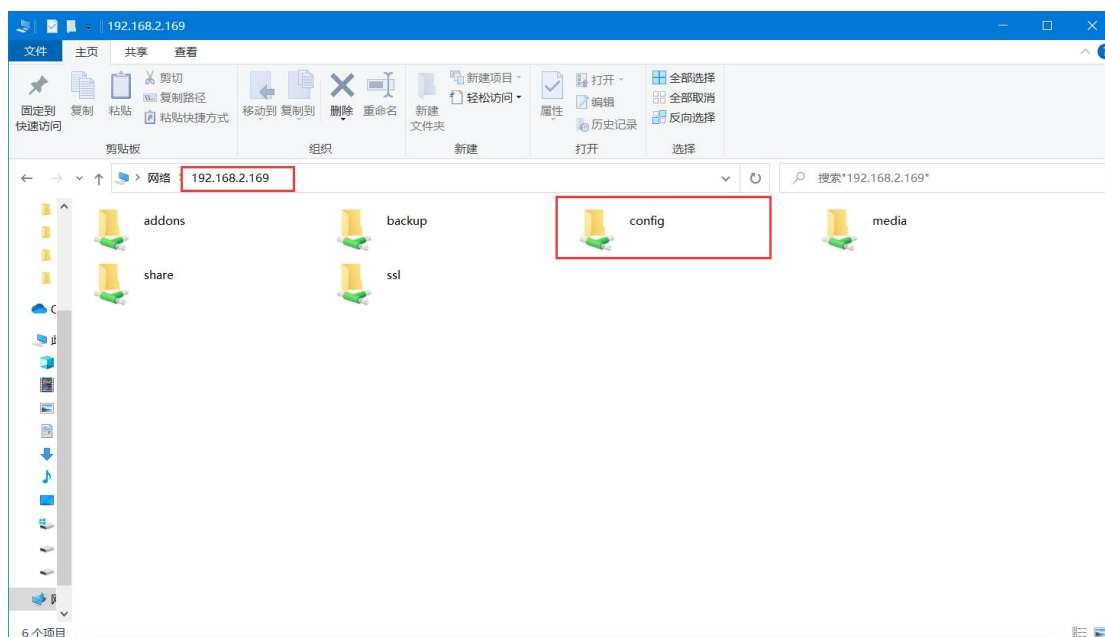 192.168.2.169
文件 主页 共享 查看
固定到
快速访问
复制
粘贴
剪切
复制路径
粘贴快捷方式
剪贴板
移动到 复制到 删除 重命名
组织
新建
文件夹
新建项目
轻松访问
新建
属性
打开
编辑
历史记录
打开
全部选择
全部取消
反向选择
选择
网络 192.168.2.169
搜索"192.168.2.169"
addons backup config media
share ssl
6 个项目